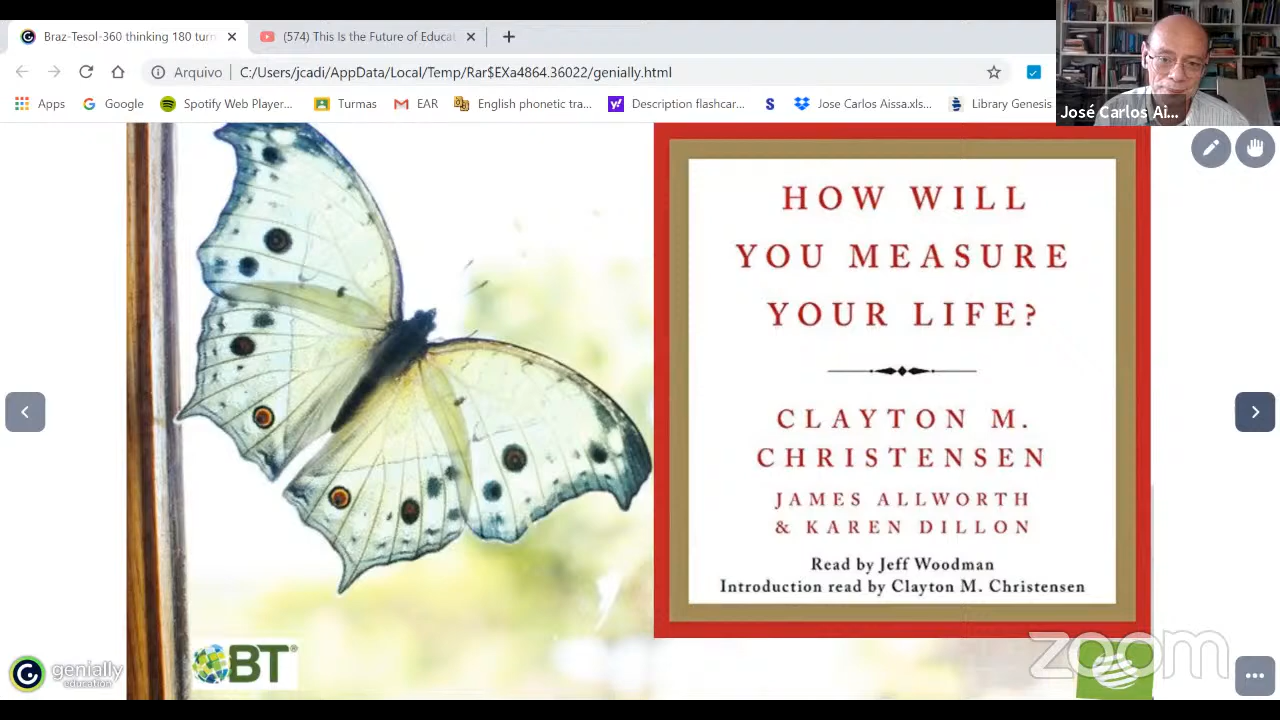 Braz-Tesol-360 thinking 180 turn
(574) This Is the Future of Educat
Arquivo
C:/Users/jcadi/AppData/Local/Temp/Rar$EXa4864.36022/genially.html
Apps
Google
Spotify Web Player...
Turmas
EAR
English phonetic tra...
Description flashcar...
S
Jose Carlos Aissa.xls...
Library Genesis
José Carlos Ai...
HOW WILL
YOU MEASURE
YOUR LIFE?
CLAYTON M.
CHRISTENSEN
JAMES ALLWORTH
& KAREN DILLON
Read by Jeff Woodman
Introduction read by Clayton M. Christensen
genially
education
BT®
zoom